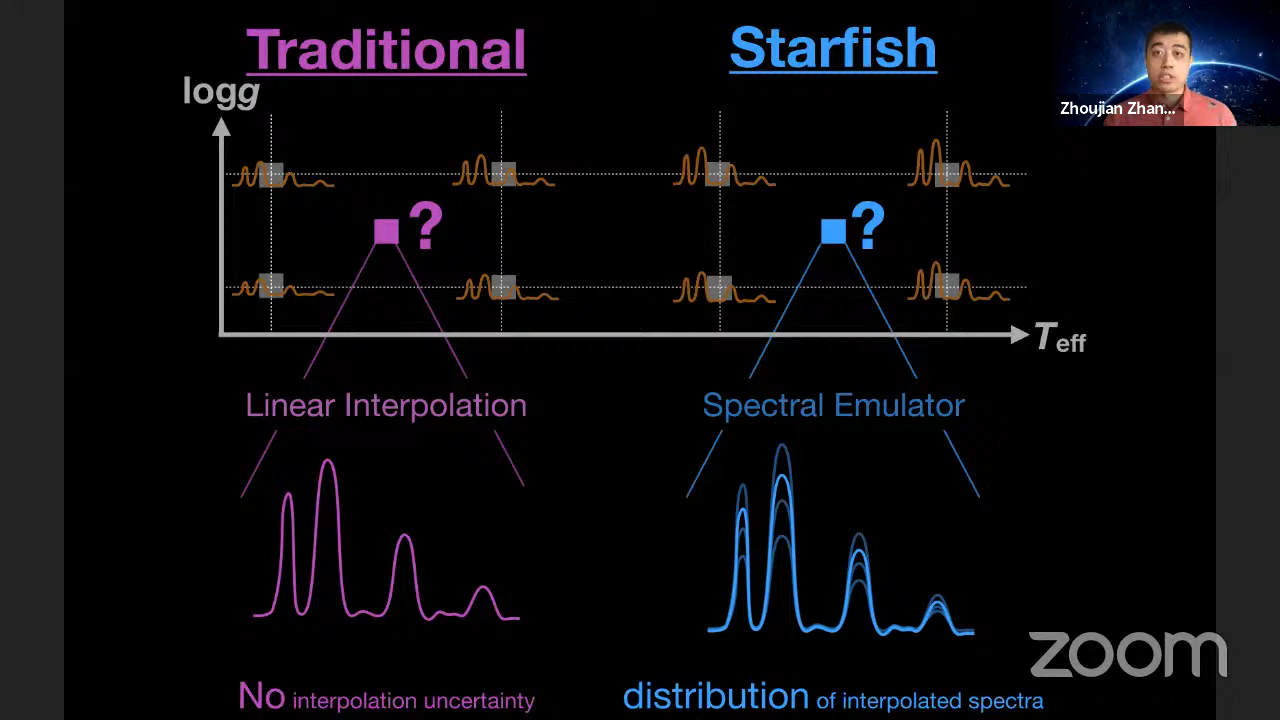 Traditional
Starfish
Zhoujian Zhan...
logg
?
?
Teff
Linear Interpolation
Spectral Emulator
zoom
No interpolation uncertainty
distribution of interpolated spectra